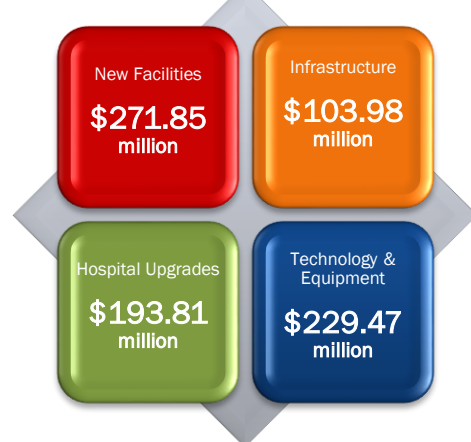 New Facilities
$271.85
million
Infrastructure
$103.98
million
Hospital Upgrades
$193.81
million
Technology &
Equipment
$229.47
million